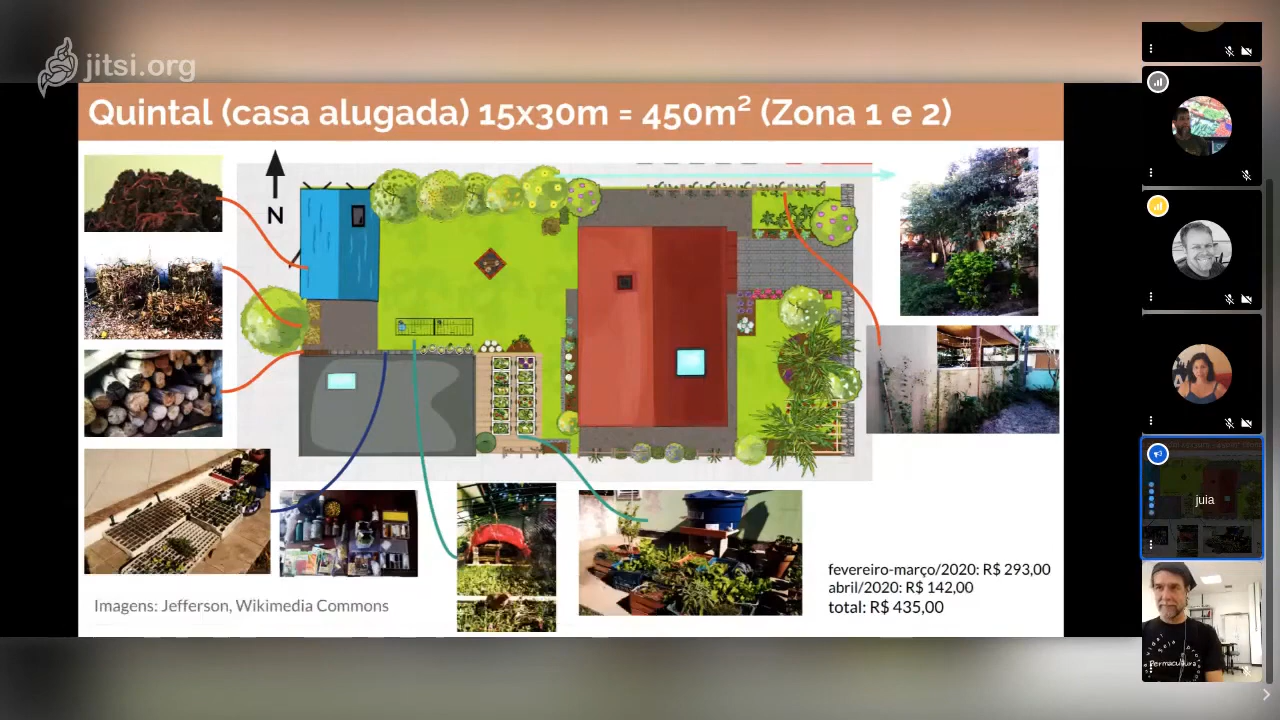 jitsi.org
Quintal (casa alugada) 15x30m = 450m² (Zona 1 e 2)
N
fevereiro-março/2020: R$ 293,00
abril/2020: R$ 142,00
total: R$ 435,00
Imagens: Jefferson, Wikimedia Commons
juia
Permacultura